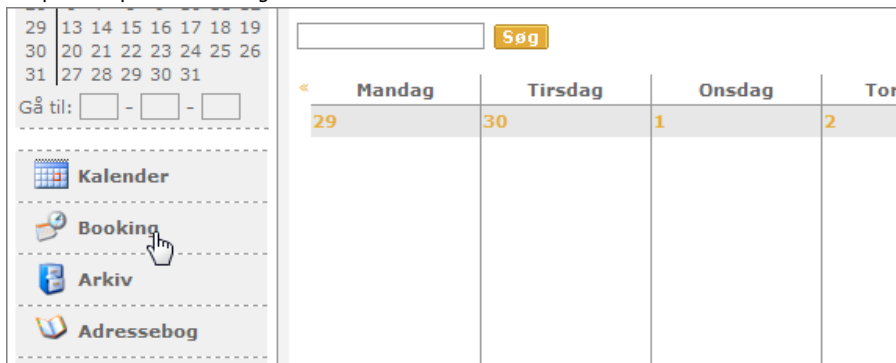 29 13 14 15 16 17 18 19
30 20 21 22 23 24 25 26
31 27 28 29 30 31
Gå til: - -
Kalender
Booking
Arkiv
Adressebog
Søg
« Mandag Tirsdag Onsdag
29 30 1 2